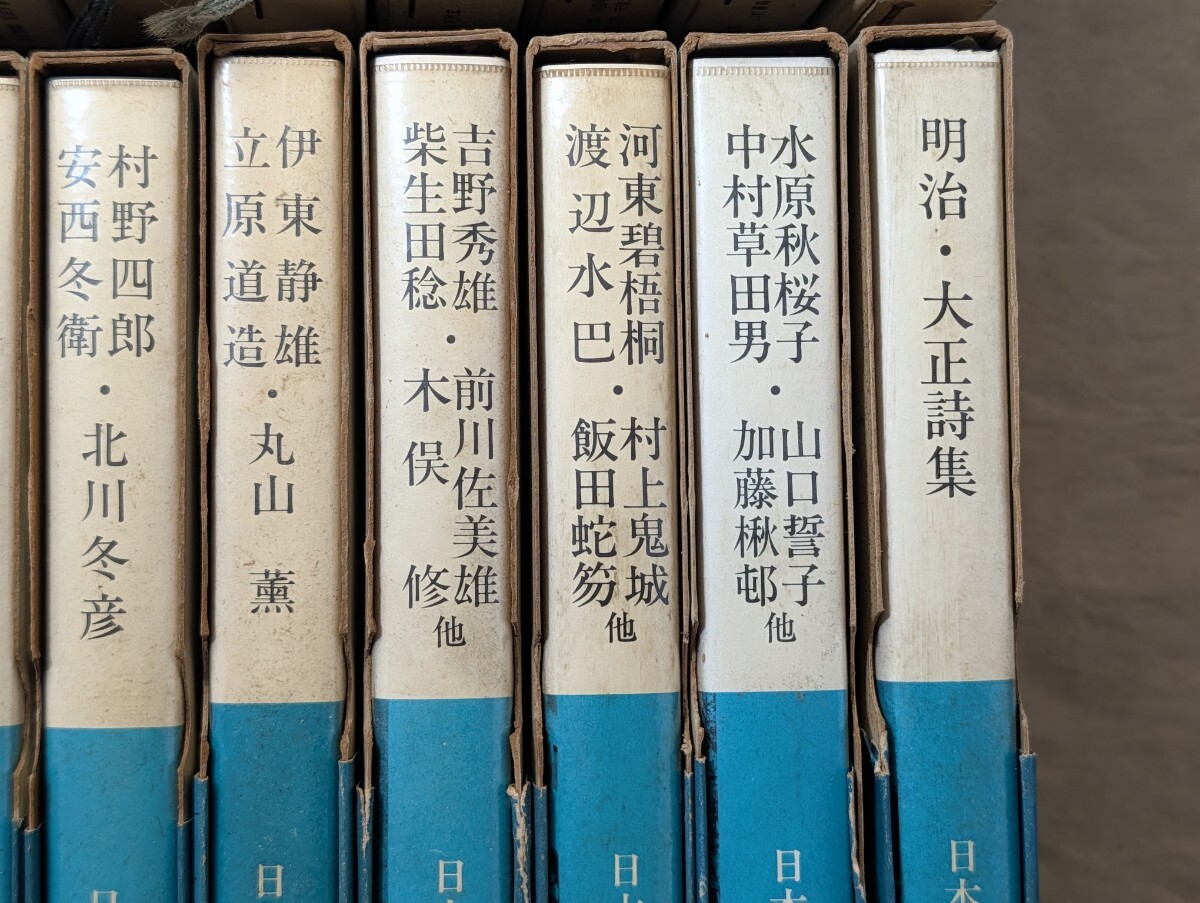 村野四郎
安西冬衛・北川冬彦
伊東静雄
立原道造・丸山 薫
日
吉野秀雄・前川佐美雄
柴生田稔・木俣 修 他
日
河東碧梧桐・村上鬼城
渡辺水巴・飯田蛇笏 他
日
水原秋桜子・山口誓子
中村草田男・加藤楸邨 他
日本
明治・大正詩集
日本